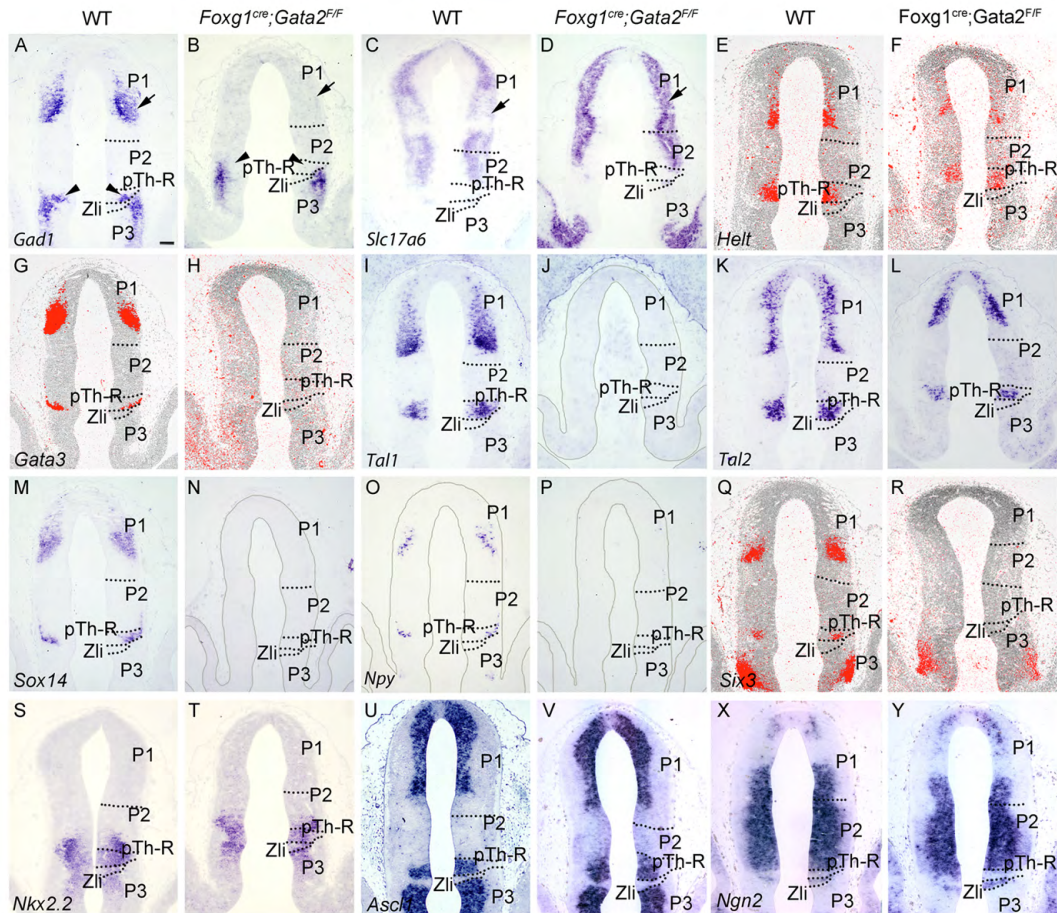 WT
Foxg1cre;Gata2F/F
WT
Foxg1cre;Gata2F/F
WT
Foxg1cre;Gata2F/F
A
P1
P2
pTh-R
Zli
P3
Gad1
B
P1
P2
pTh-R
Zli
P3
C
P1
P2
pTh-R
Zli
P3
Slc17a6
D
P1
P2
pTh-R
Zli
P3
E
P1
P2
pTh-R
Zli
P3
Helt
F
P1
P2
pTh-R
Zli
P3
G
P1
P2
pTh-R
Zli
P3
Gata3
H
P1
P2
pTh-R
Zli
P3
I
P1
P2
pTh-R
Zli
P3
Tal1
J
P1
P2
pTh-R
Zli
P3
K
P1
P2
pTh-R
Zli
P3
Tal2
L
P1
P2
pTh-R
Zli
P3
M
P1
P2
pTh-R
Zli
P3
Sox14
N
P1
P2
pTh-R
Zli
P3
O
P1
P2
pTh-R
Zli
P3
Npy
P
P1
P2
pTh-R
Zli
P3
Q
P1
P2
pTh-R
Zli
P3
Six3
R
P1
P2
pTh-R
Zli
P3
S
P1
P2
pTh-R
Zli
P3
Nkx2.2
T
P1
P2
pTh-R
Zli
P3
U
P1
P2
pTh-R
Zli
P3
Ascl1
V
P1
P2
pTh-R
Zli
P3
X
P1
P2
pTh-R
Zli
P3
Ngn2
Y
P1
P2
pTh-R
Zli
P3